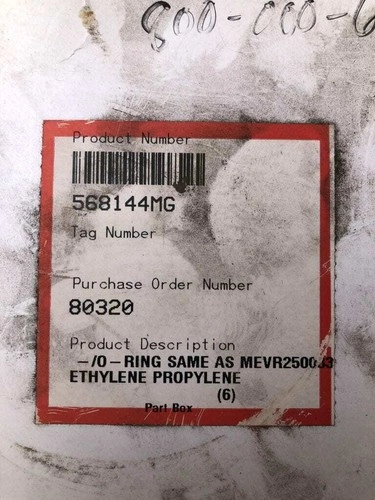 Product Number
568144MG
Tag Number
Purchase Order Number
80320
Product Description
–/O–RING SAME AS
ETHYLENE PROPYLENE
(6)
Part Box